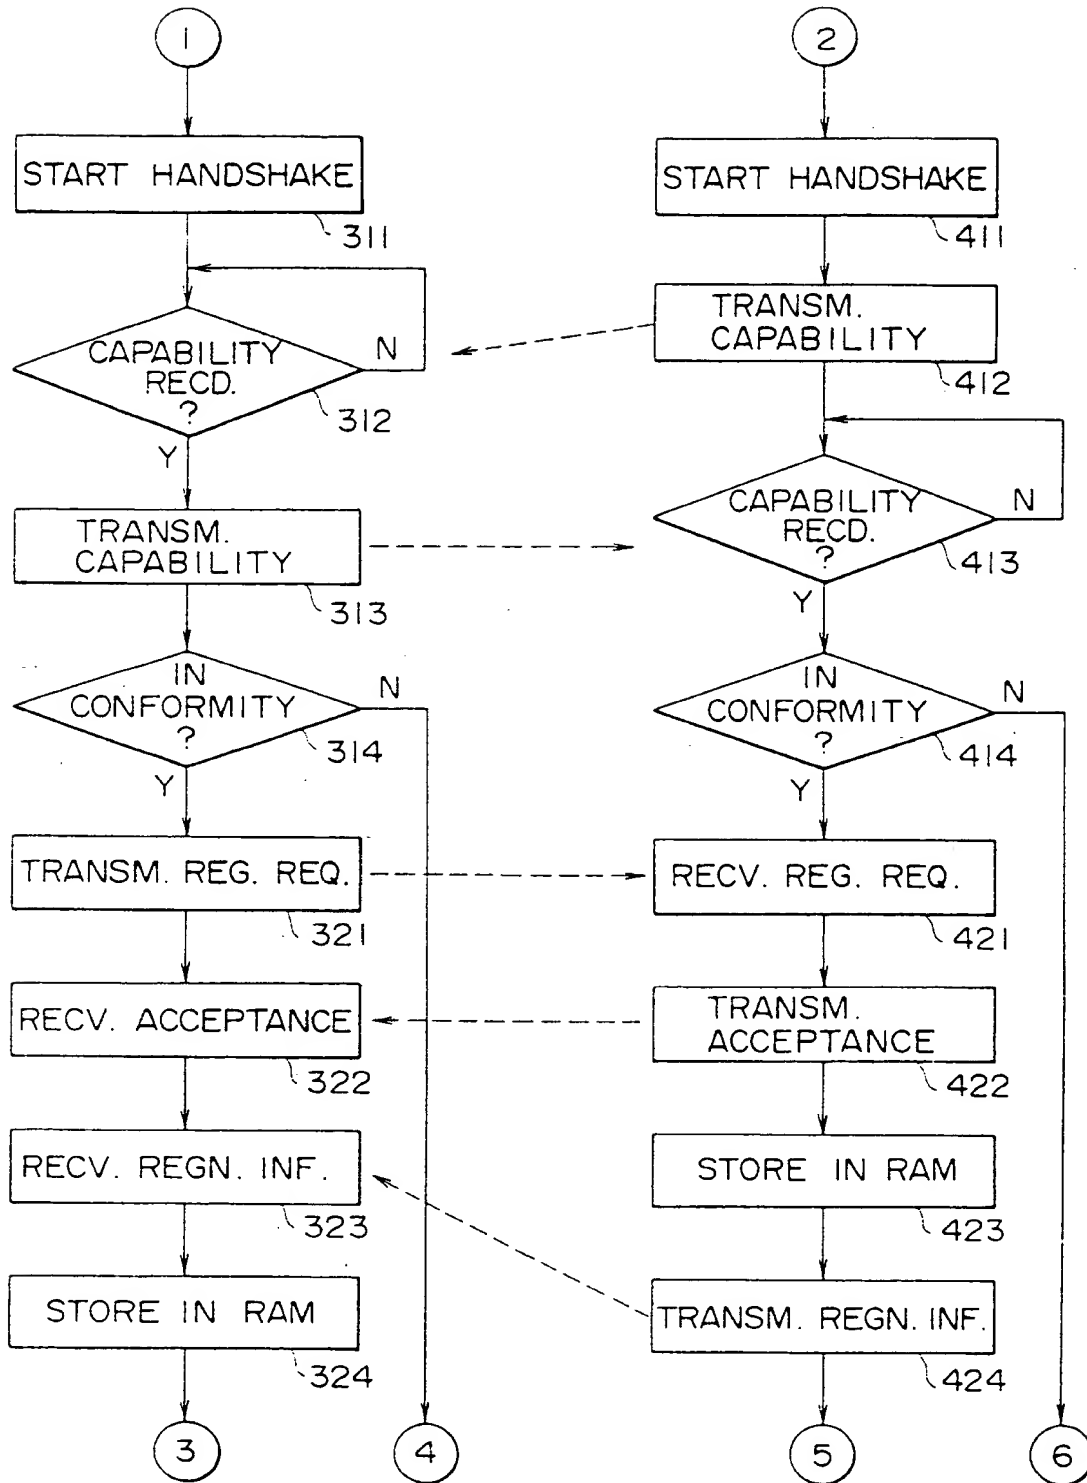 1
START HANDSHAKE
311
CAPABILITY
RECD.
?
N
312
Y
TRANSM.
CAPABILITY
313
IN
CONFORMITY
?
N
314
Y
TRANSM. REG. REQ.
321
RECV. ACCEPTANCE
322
RECV. REGN. INF.
323
STORE IN RAM
324
3
4
2
START HANDSHAKE
411
TRANSM.
CAPABILITY
412
CAPABILITY
RECD.
?
N
413
Y
IN
CONFORMITY
?
N
414
Y
RECV. REG. REQ.
421
TRANSM.
ACCEPTANCE
422
STORE IN RAM
423
TRANSM. REGN. INF.
424
5
6